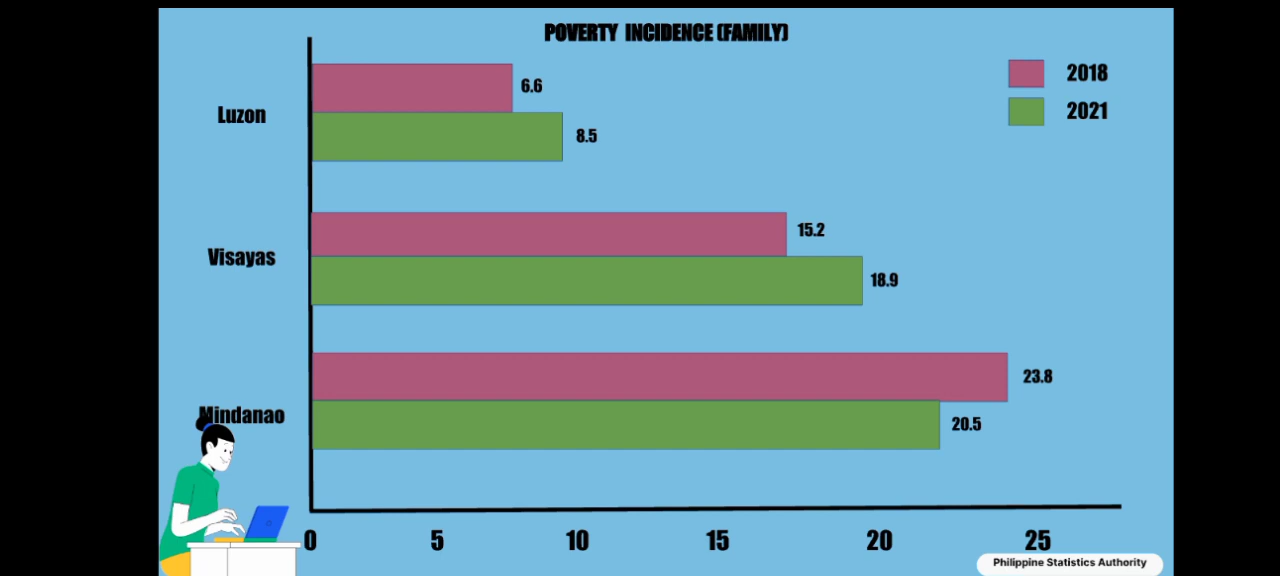 POVERTY INCIDENCE (FAMILY)
2018
2021
Luzon
6.6
8.5
Visayas
15.2
18.9
Mindanao
23.8
20.5
0 5 10 15 20 25
Philippine Statistics Authority